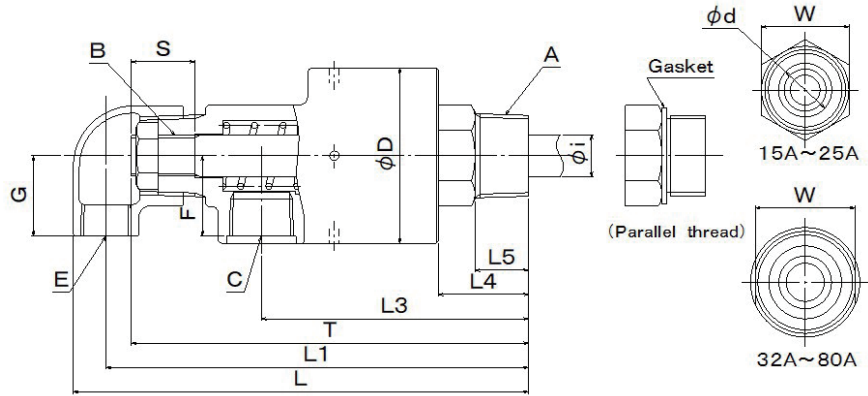 B
S
A
G
F
φD
φi
E
C
L5
L4
L3
T
L1
L
Gasket
(Parallel thread)
φd
W
15A～25A
W
32A～80A